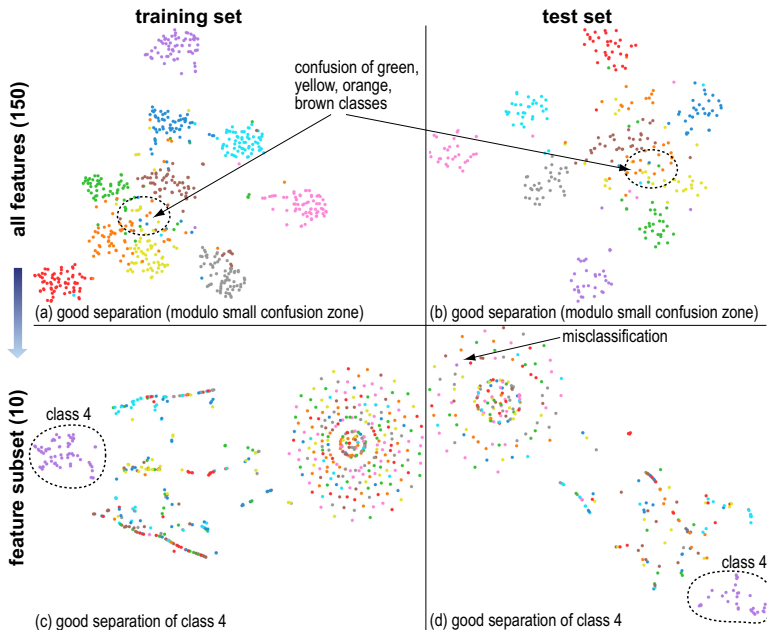 training set
test set
all features (150)
confusion of green,
yellow, orange,
brown classes
(a) good separation (modulo small confusion zone)
(b) good separation (modulo small confusion zone)
feature subset (10)
class 4
misclassification
class 4
(c) good separation of class 4
(d) good separation of class 4